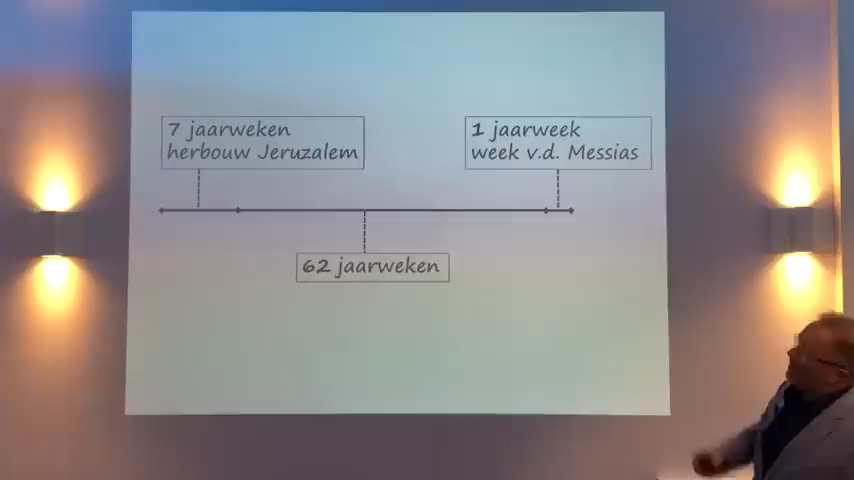 7 jaarweken
herbouw Jeruzalem
1 jaarweek
week v.d. Messias
62 jaarweken